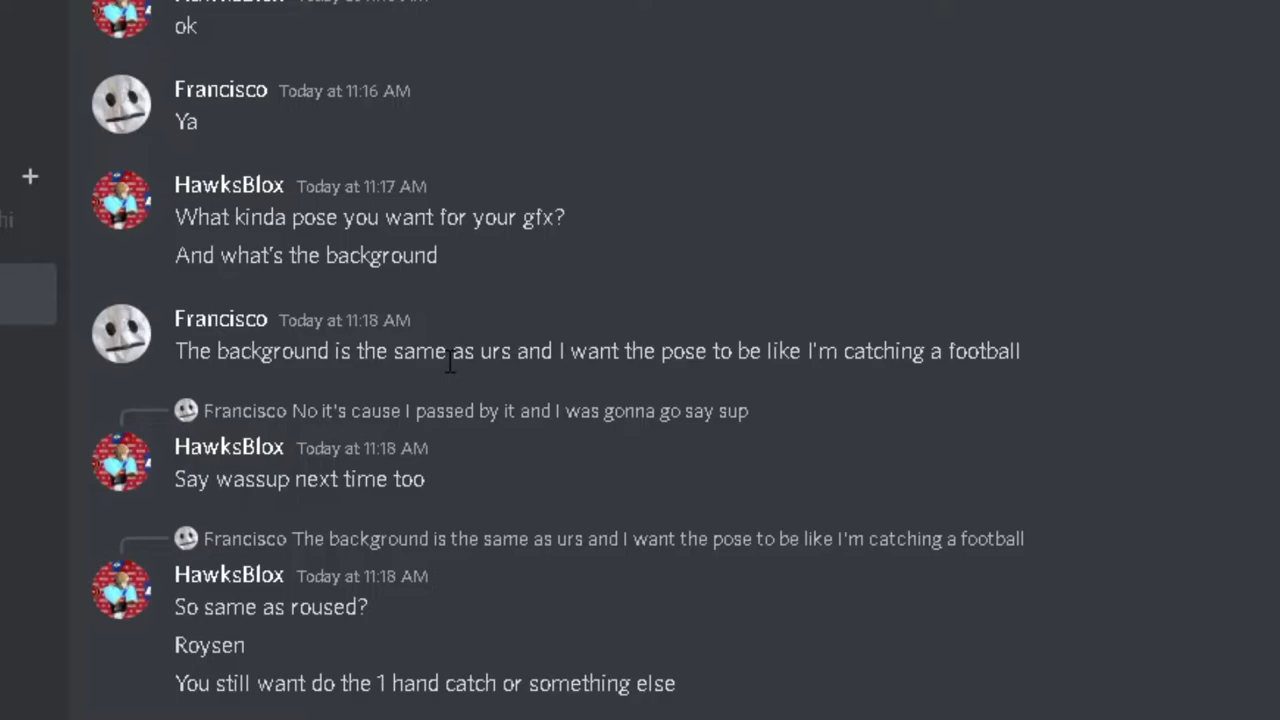 ok
Francisco Today at 11:16 AM
Ya
HawksBlox Today at 11:17 AM
What kinda pose you want for your gfx?
And what's the background
hi
Francisco Today at 11:18 AM
The background is the same as urs and I want the pose to be like I'm catching a football
Francisco No it's cause I passed by it and I was gonna go say sup
HawksBlox Today at 11:18 AM
Say wassup next time too
Francisco The background is the same as urs and I want the pose to be like I'm catching a football
HawksBlox Today at 11:18 AM
So same as roused?
Roysen
You still want do the 1 hand catch or something else